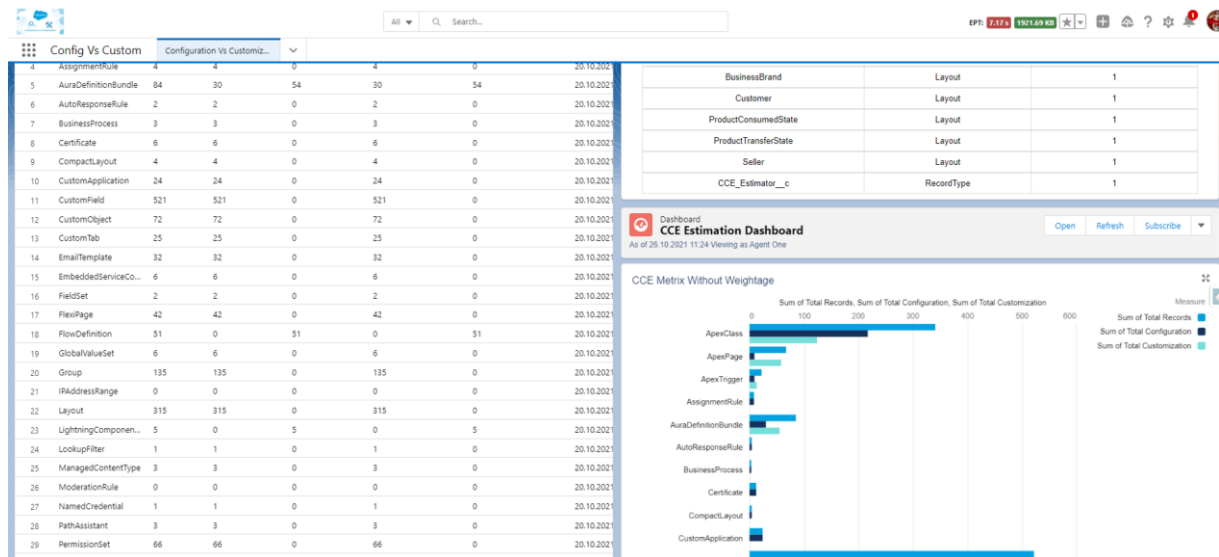 All Search... EPT: 7.17 s 1921.69 KB
Config Vs Custom Configuration Vs Customiz...
4 AssignmentRule 4 4 0 4 0 20.10.2021
5 AuraDefinitionBundle 84 30 54 30 54 20.10.2021
6 AutoResponseRule 2 2 0 2 0 20.10.2021
7 BusinessProcess 3 3 0 3 0 20.10.2021
8 Certificate 6 6 0 6 0 20.10.2021
9 CompactLayout 4 4 0 4 0 20.10.2021
10 CustomApplication 24 24 0 24 0 20.10.2021
11 CustomField 521 521 0 521 0 20.10.2021
12 CustomObject 72 72 0 72 0 20.10.2021
13 CustomTab 25 25 0 25 0 20.10.2021
14 EmailTemplate 32 32 0 32 0 20.10.2021
15 EmbeddedServiceCo... 6 6 0 6 0 20.10.2021
16 FieldSet 2 2 0 2 0 20.10.2021
17 FlexiPage 42 42 0 42 0 20.10.2021
18 FlowDefinition 51 0 51 0 51 20.10.2021
19 GlobalValueSet 6 6 0 6 0 20.10.2021
20 Group 135 135 0 135 0 20.10.2021
21 IPAddressRange 0 0 0 0 0 20.10.2021
22 Layout 315 315 0 315 0 20.10.2021
23 LightningComponen... 5 0 5 0 5 20.10.2021
24 LookupFilter 1 1 0 1 0 20.10.2021
25 ManagedContentType 3 3 0 3 0 20.10.2021
26 ModerationRule 0 0 0 0 0 20.10.2021
27 NamedCredential 1 1 0 1 0 20.10.2021
28 PathAssistant 3 3 0 3 0 20.10.2021
29 PermissionSet 66 66 0 66 0 20.10.2021
BusinessBrand Layout 1
Customer Layout 1
ProductConsumedState Layout 1
ProductTransferState Layout 1
Seller Layout 1
CCE_Estimator__c RecordType 1
Dashboard
CCE Estimation Dashboard
Open Refresh Subscribe
As of 26.10.2021 11:24·Viewing as Agent One
CCE Metrix Without Weightage
Sum of Total Records, Sum of Total Configuration, Sum of Total Customization
Measure
0 100 200 300 400 500 600
Sum of Total Records
Sum of Total Configuration
Sum of Total Customization
ApexClass
ApexPage
ApexTrigger
AssignmentRule
AuraDefinitionBundle
AutoResponseRule
BusinessProcess
Certificate
CompactLayout
CustomApplication